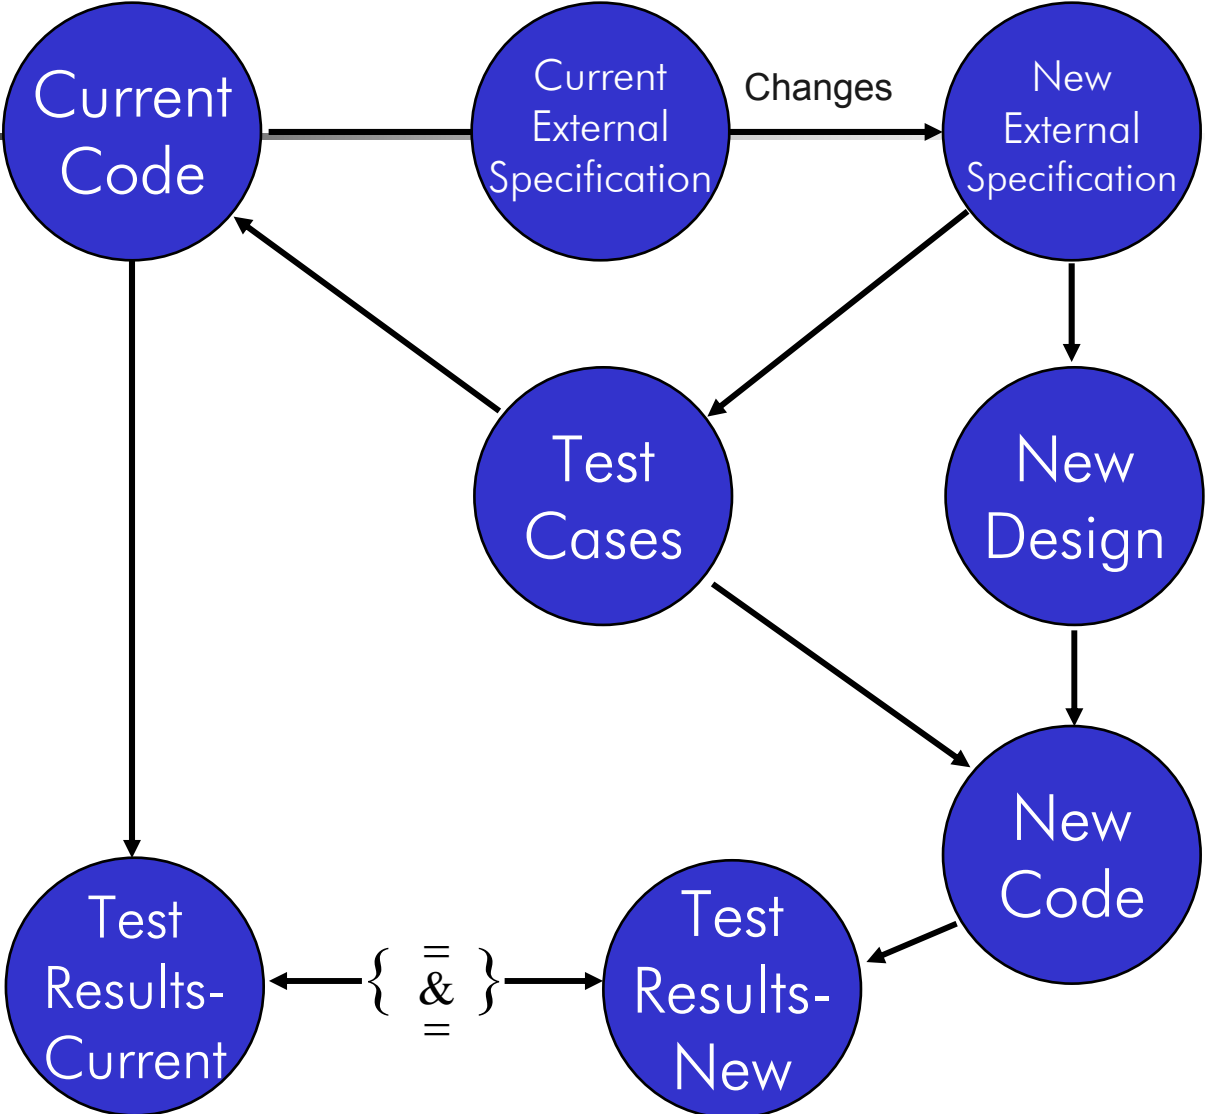 Current
Code
Current
External
Specification
Changes
New
External
Specification
Test
Cases
New
Design
New
Code
Test
Results-
Current
{ = & = }
Test
Results-
New